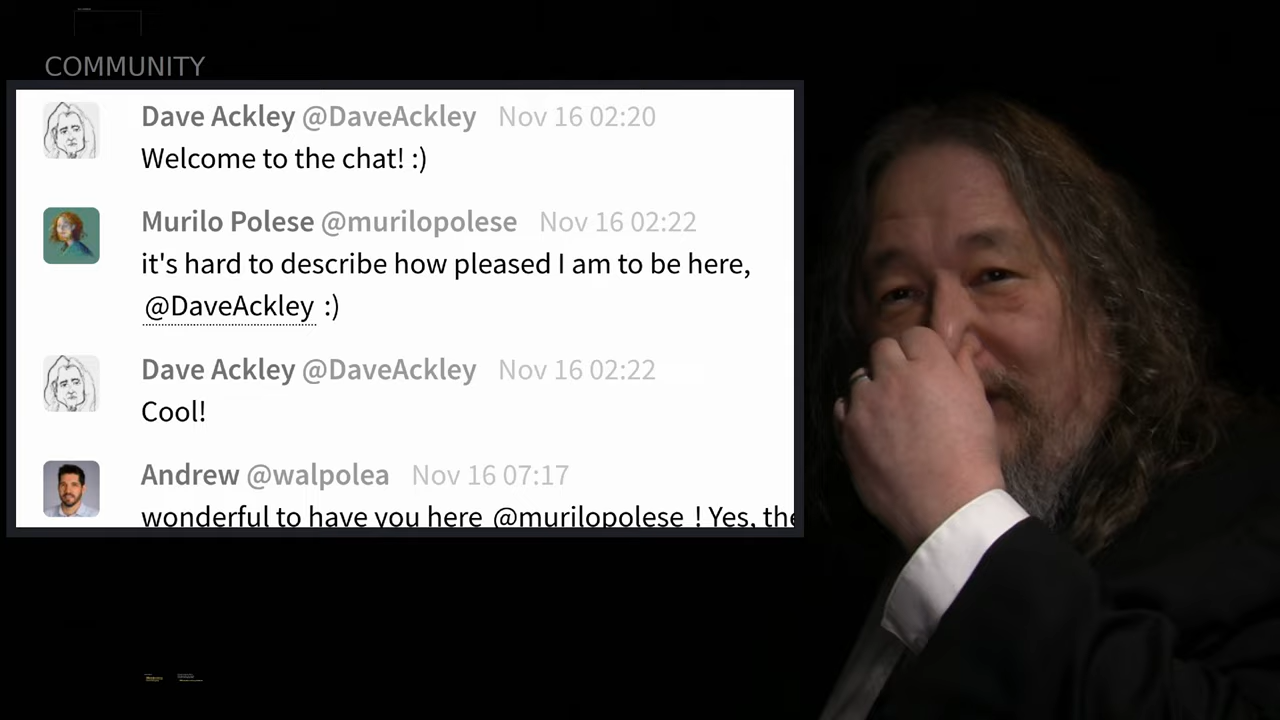 COMMUNITY
Dave Ackley @DaveAckley Nov 16 02:20
Welcome to the chat! :)
Murilo Polese @murilopolese Nov 16 02:22
it's hard to describe how pleased I am to be here,
@DaveAckley :)
Dave Ackley @DaveAckley Nov 16 02:22
Cool!
Andrew @walpolea Nov 16 07:17
wonderful to have you here @murilopolese ! Yes, the